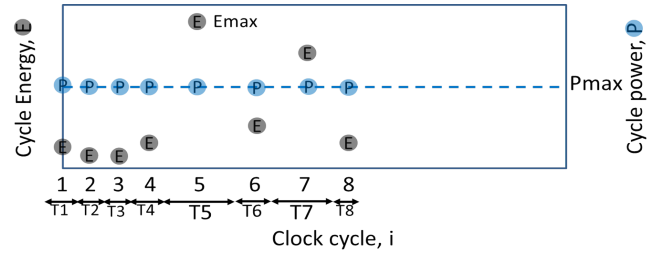 E Emax
E
P P P P P P P P Pmax
E
E E E E E
Cycle Energy, E
Cycle power, P
1 2 3 4 5 6 7 8
T1 T2 T3 T4 T5 T6 T7 T8
Clock cycle, i